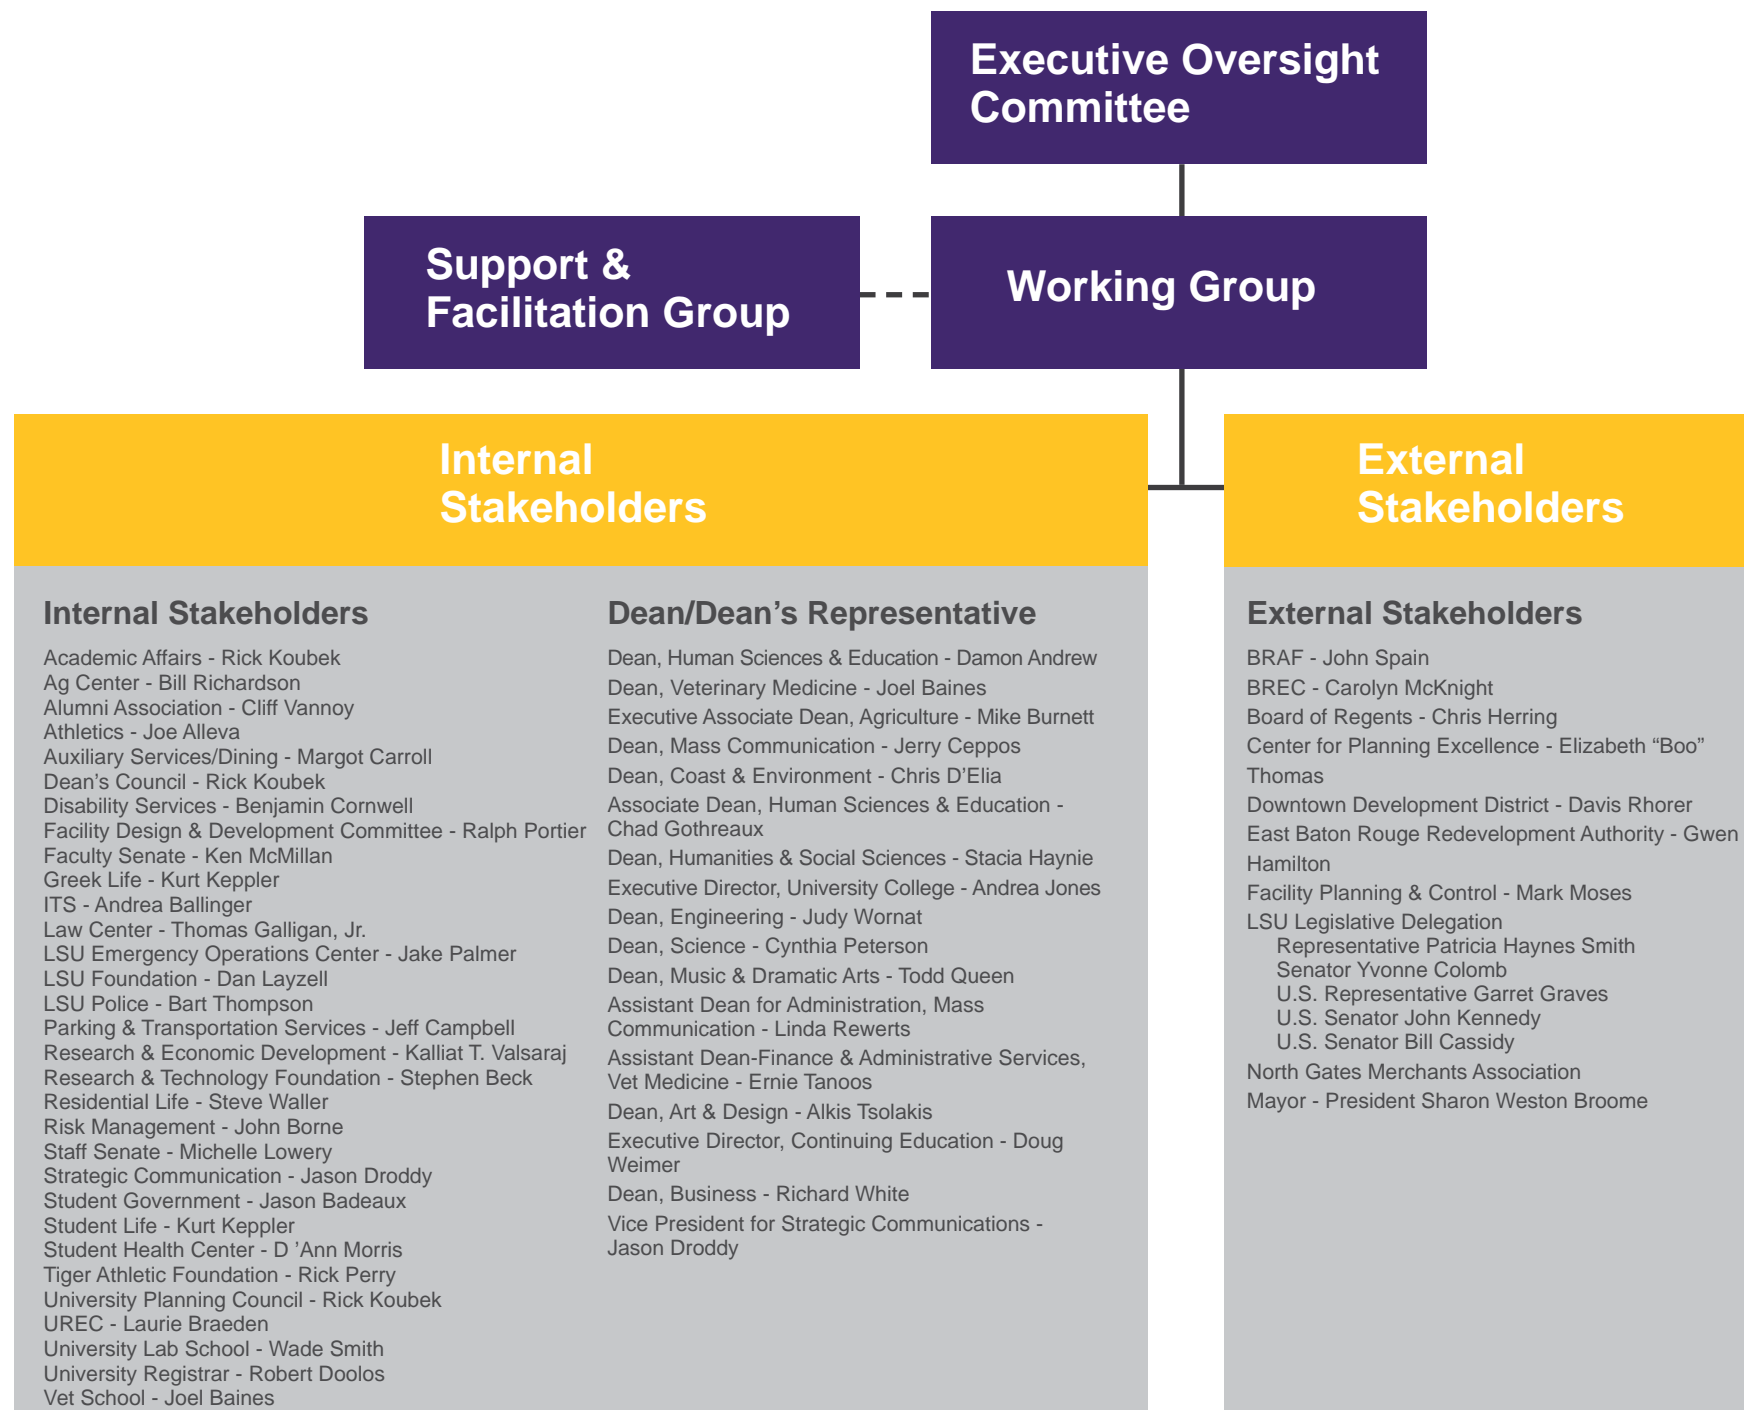 Executive Oversight
Committee
Support &
Facilitation Group
Working Group
Internal
Stakeholders
External
Stakeholders
Internal Stakeholders
Academic Affairs - Rick Koubek
Ag Center - Bill Richardson
Alumni Association - Cliff Vannoy
Athletics - Joe Alleva
Auxiliary Services/Dining - Margot Carroll
Dean’s Council - Rick Koubek
Disability Services - Benjamin Cornwell
Facility Design & Development Committee - Ralph Portier
Faculty Senate - Ken McMillan
Greek Life - Kurt Keppler
ITS - Andrea Ballinger
Law Center - Thomas Galligan, Jr.
LSU Emergency Operations Center - Jake Palmer
LSU Foundation - Dan Layzell
LSU Police - Bart Thompson
Parking & Transportation Services - Jeff Campbell
Research & Economic Development - Kalliat T. Valsaraj
Research & Technology Foundation - Stephen Beck
Residential Life - Steve Waller
Risk Management - John Borne
Staff Senate - Michelle Lowery
Strategic Communication - Jason Droddy
Student Government - Jason Badeaux
Student Life - Kurt Keppler
Student Health Center - D ’Ann Morris
Tiger Athletic Foundation - Rick Perry
University Planning Council - Rick Koubek
UREC - Laurie Braeden
University Lab School - Wade Smith
University Registrar - Robert Doolos
Vet School - Joel Baines
Dean/Dean’s Representative
Dean, Human Sciences & Education - Damon Andrew
Dean, Veterinary Medicine - Joel Baines
Executive Associate Dean, Agriculture - Mike Burnett
Dean, Mass Communication - Jerry Ceppos
Dean, Coast & Environment - Chris D’Elia
Associate Dean, Human Sciences & Education -
Chad Gothreaux
Dean, Humanities & Social Sciences - Stacia Haynie
Executive Director, University College - Andrea Jones
Dean, Engineering - Judy Wornat
Dean, Science - Cynthia Peterson
Dean, Music & Dramatic Arts - Todd Queen
Assistant Dean for Administration, Mass
Communication - Linda Rewerts
Assistant Dean-Finance & Administrative Services,
Vet Medicine - Ernie Tanoos
Dean, Art & Design - Alkis Tsolakis
Executive Director, Continuing Education - Doug
Weimer
Dean, Business - Richard White
Vice President for Strategic Communications -
Jason Droddy
External Stakeholders
BRAF - John Spain
BREC - Carolyn McKnight
Board of Regents - Chris Herring
Center for Planning Excellence - Elizabeth “Boo”
Thomas
Downtown Development District - Davis Rhorer
East Baton Rouge Redevelopment Authority - Gwen
Hamilton
Facility Planning & Control - Mark Moses
LSU Legislative Delegation
Representative Patricia Haynes Smith
Senator Yvonne Colomb
U.S. Representative Garret Graves
U.S. Senator John Kennedy
U.S. Senator Bill Cassidy
North Gates Merchants Association
Mayor - President Sharon Weston Broome